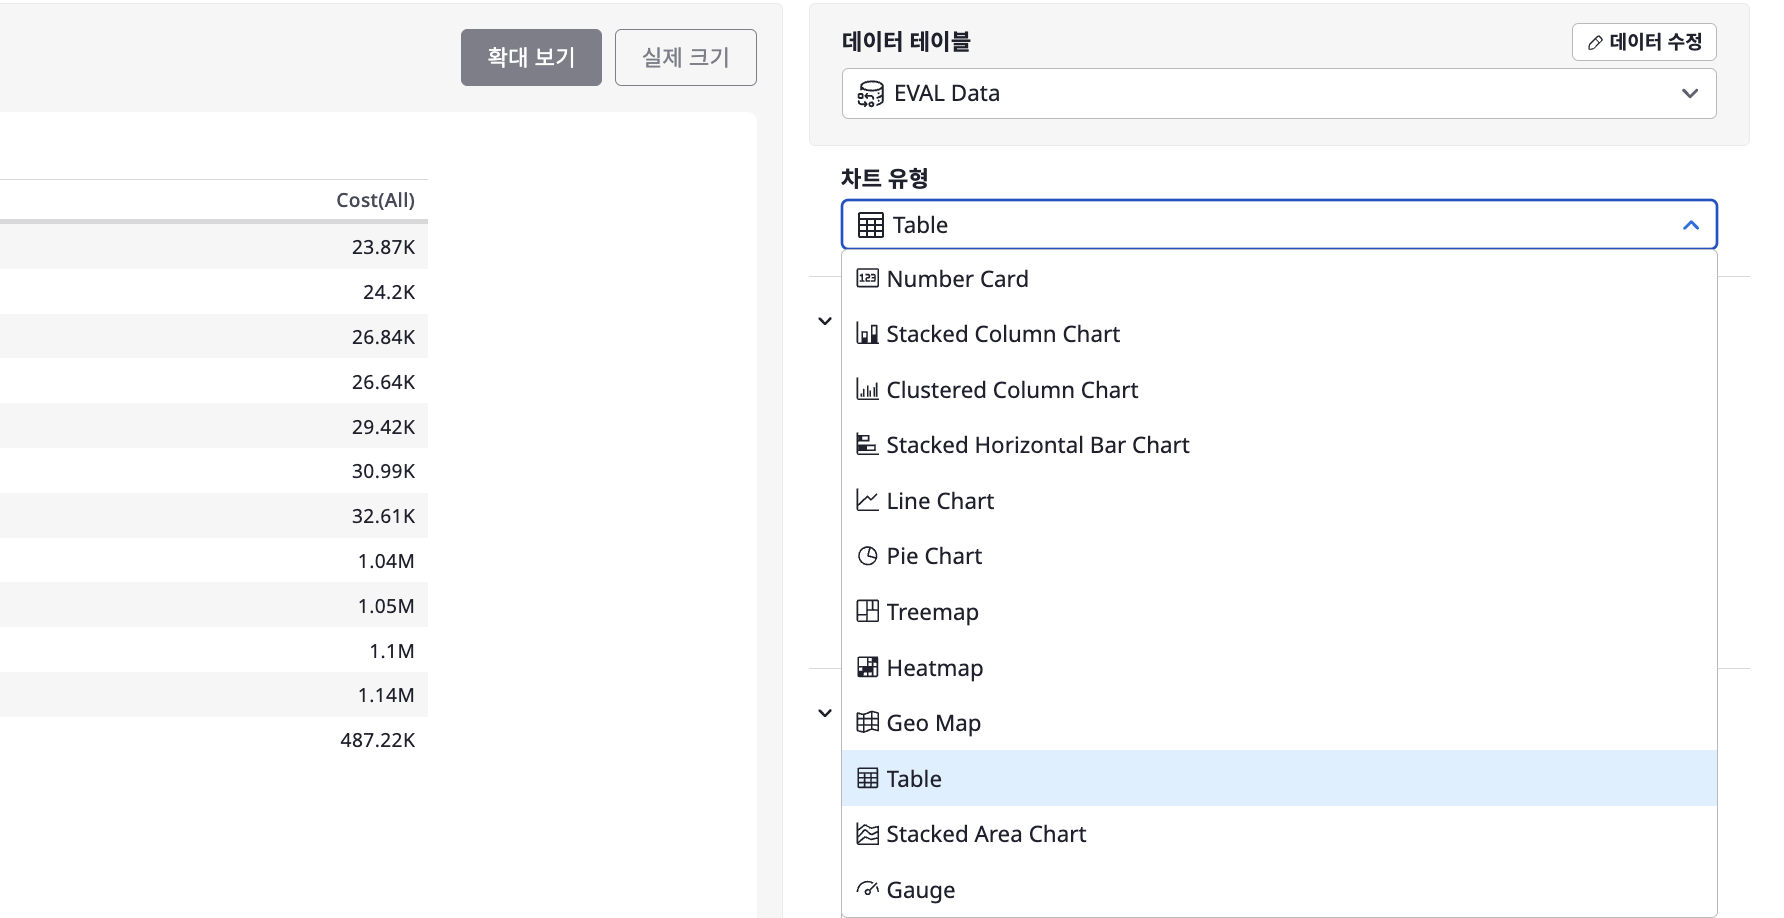 확대 보기
실제 크기
Cost(All)
23.87K
24.2K
26.84K
26.64K
29.42K
30.99K
32.61K
1.04M
1.05M
1.1M
1.14M
487.22K
데이터 테이블
데이터 수정
EVAL Data
차트 유형
Table
123 Number Card
Stacked Column Chart
Clustered Column Chart
Stacked Horizontal Bar Chart
Line Chart
Pie Chart
Treemap
Heatmap
Geo Map
Table
Stacked Area Chart
Gauge